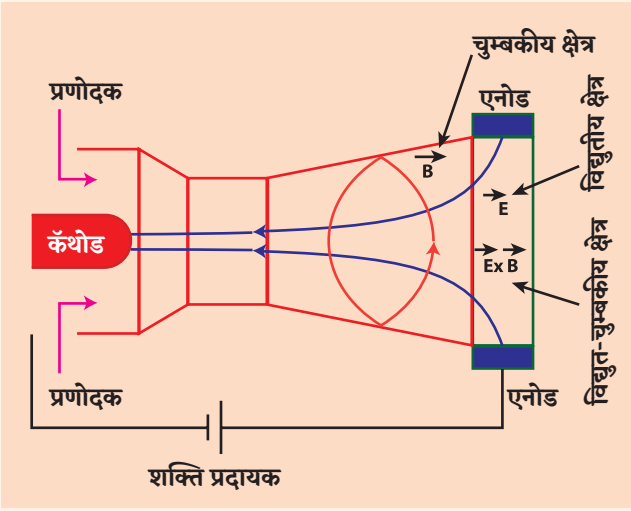 चुम्बकीय क्षेत्र
प्रणोदक
एनोड
विद्युतीय क्षेत्र
B
E
कॅथोड
Ex B
विद्युत-चुम्बकीय क्षेत्र
प्रणोदक
एनोड
शक्ति प्रदायक